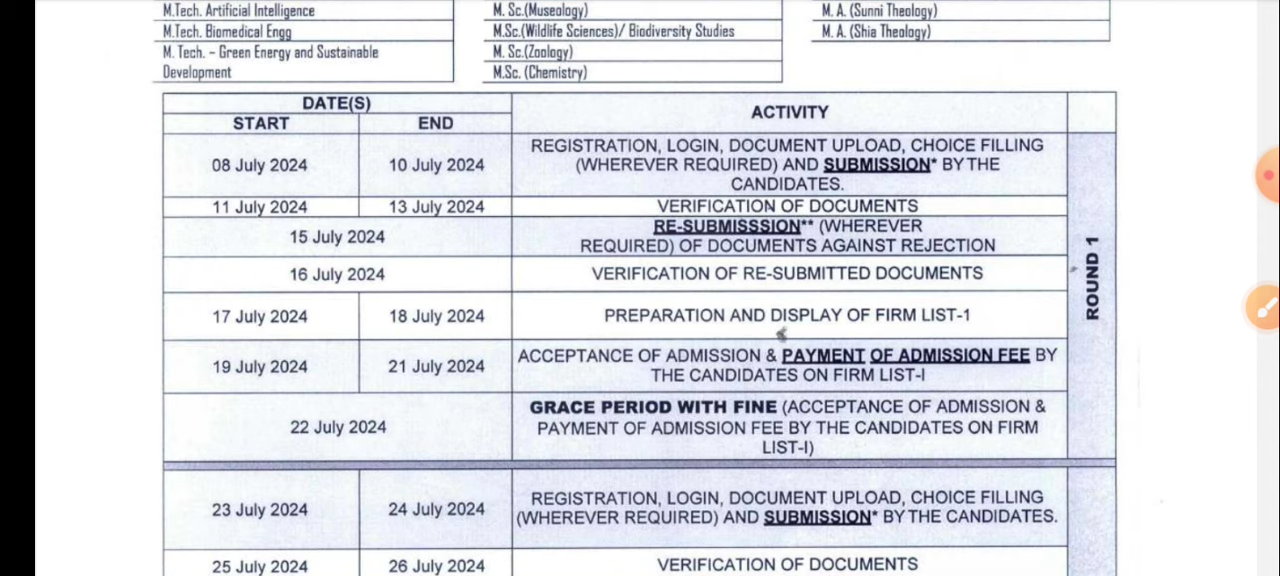 M.Tech. Artificial Intelligence
M.Tech. Biomedical Engg
M. Tech. – Green Energy and Sustainable
Development
M. Sc.(Museology)
M.Sc.(Wildlife Sciences)/ Biodiversity Studies
M. Sc.(Zoology)
M.Sc. (Chemistry)
M. A. (Sunni Theology)
M. A. (Shia Theology)
DATE(S)
START
END
ACTIVITY
08 July 2024
10 July 2024
REGISTRATION, LOGIN, DOCUMENT UPLOAD, CHOICE FILLING
(WHEREVER REQUIRED) AND SUBMISSION* BY THE
CANDIDATES.
11 July 2024
13 July 2024
VERIFICATION OF DOCUMENTS
15 July 2024
RE-SUBMISSSION** (WHEREVER
REQUIRED) OF DOCUMENTS AGAINST REJECTION
16 July 2024
VERIFICATION OF RE-SUBMITTED DOCUMENTS
17 July 2024
18 July 2024
PREPARATION AND DISPLAY OF FIRM LIST-1
19 July 2024
21 July 2024
ACCEPTANCE OF ADMISSION & PAYMENT OF ADMISSION FEE BY
THE CANDIDATES ON FIRM LIST-I
22 July 2024
GRACE PERIOD WITH FINE (ACCEPTANCE OF ADMISSION &
PAYMENT OF ADMISSION FEE BY THE CANDIDATES ON FIRM
LIST-I)
ROUND 1
23 July 2024
24 July 2024
REGISTRATION, LOGIN, DOCUMENT UPLOAD, CHOICE FILLING
(WHEREVER REQUIRED) AND SUBMISSION* BY THE CANDIDATES.
25 July 2024
26 July 2024
VERIFICATION OF DOCUMENTS